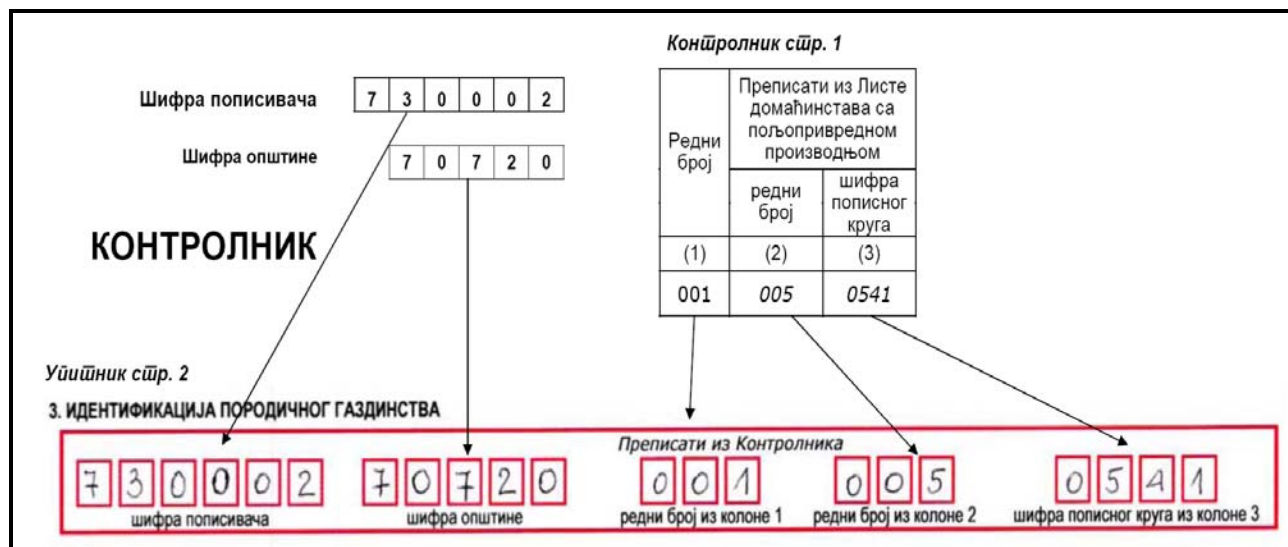 Контролник стр. 1
Шифра пописивача 7 3 0 0 0 2
Шифра општине 7 0 7 2 0
КОНТРОЛНИК
Редни број
Преписати из Листе домаћинстава са пољопривредном производњом
редни број
шифра пописног круга
(1) (2) (3)
001 005 0541
Упитник стр. 2
3. ИДЕНТИФИКАЦИЈА ПОРОДИЧНОГ ГАЗДИНСТВА
Преписати из Контролника
7 3 0 0 0 2 7 0 7 2 0 0 0 1 0 0 5 0 5 4 1
шифра пописивача шифра општине редни број из колоне 1 редни број из колоне 2 шифра пописног круга из колоне 3